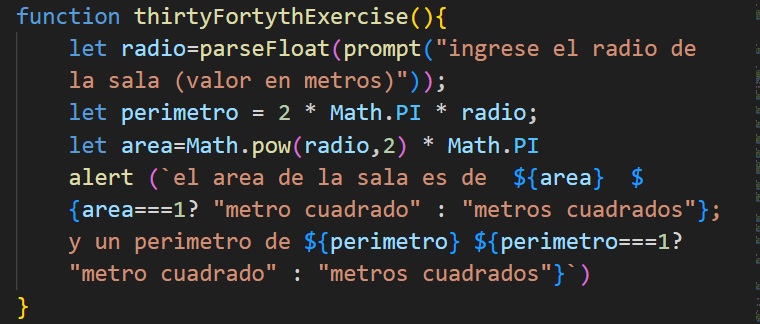 function thirtyFortythExercise(){
let radio=parseFloat(prompt("ingrese el radio de
la sala (valor en metros)"));
let perimetro = 2 * Math.PI * radio;
let area=Math.pow(radio,2) * Math.PI
alert (`el area de la sala es de  ${area}  $
{area===1? "metro cuadrado" : "metros cuadrados"};
y un perimetro de ${perimetro} ${perimetro===1?
"metro cuadrado" : "metros cuadrados"}`)
}